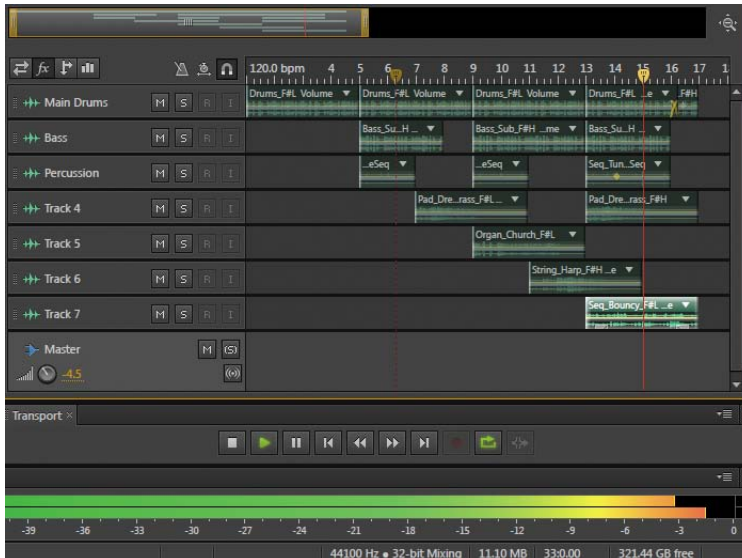 120.0 bpm 4 5 6 7 8 9 10 11 12 13 14 15 16 17 1
Main Drums M S R I Drums_F#L Volume Drums_F#L Volume Drums_F#L Volume Drums_F#L ...e .F#H
Bass M S R I Bass_Su...H ... Bass_Sub_F#H ...me Bass_Su...H ...
Percussion M S R I ...eSeq ...eSeq Seq_Tun...Seq
Track 4 M S R I Pad_Dre...rass_F#L... Pad_Dre...rass_F#H
Track 5 M S R I Organ_Church_F#L
Track 6 M S R I String_Harp_F#H ...e
Track 7 M S R I Seq_Bouncy_F#L ...e
Master M (S)
-4.5
Transport ×
-39 -36 -33 -30 -27 -24 -21 -18 -15 -12 -9 -6 -3 0
44100 Hz ● 32-bit Mixing 11.10 MB 33:0.00 321.44 GB free